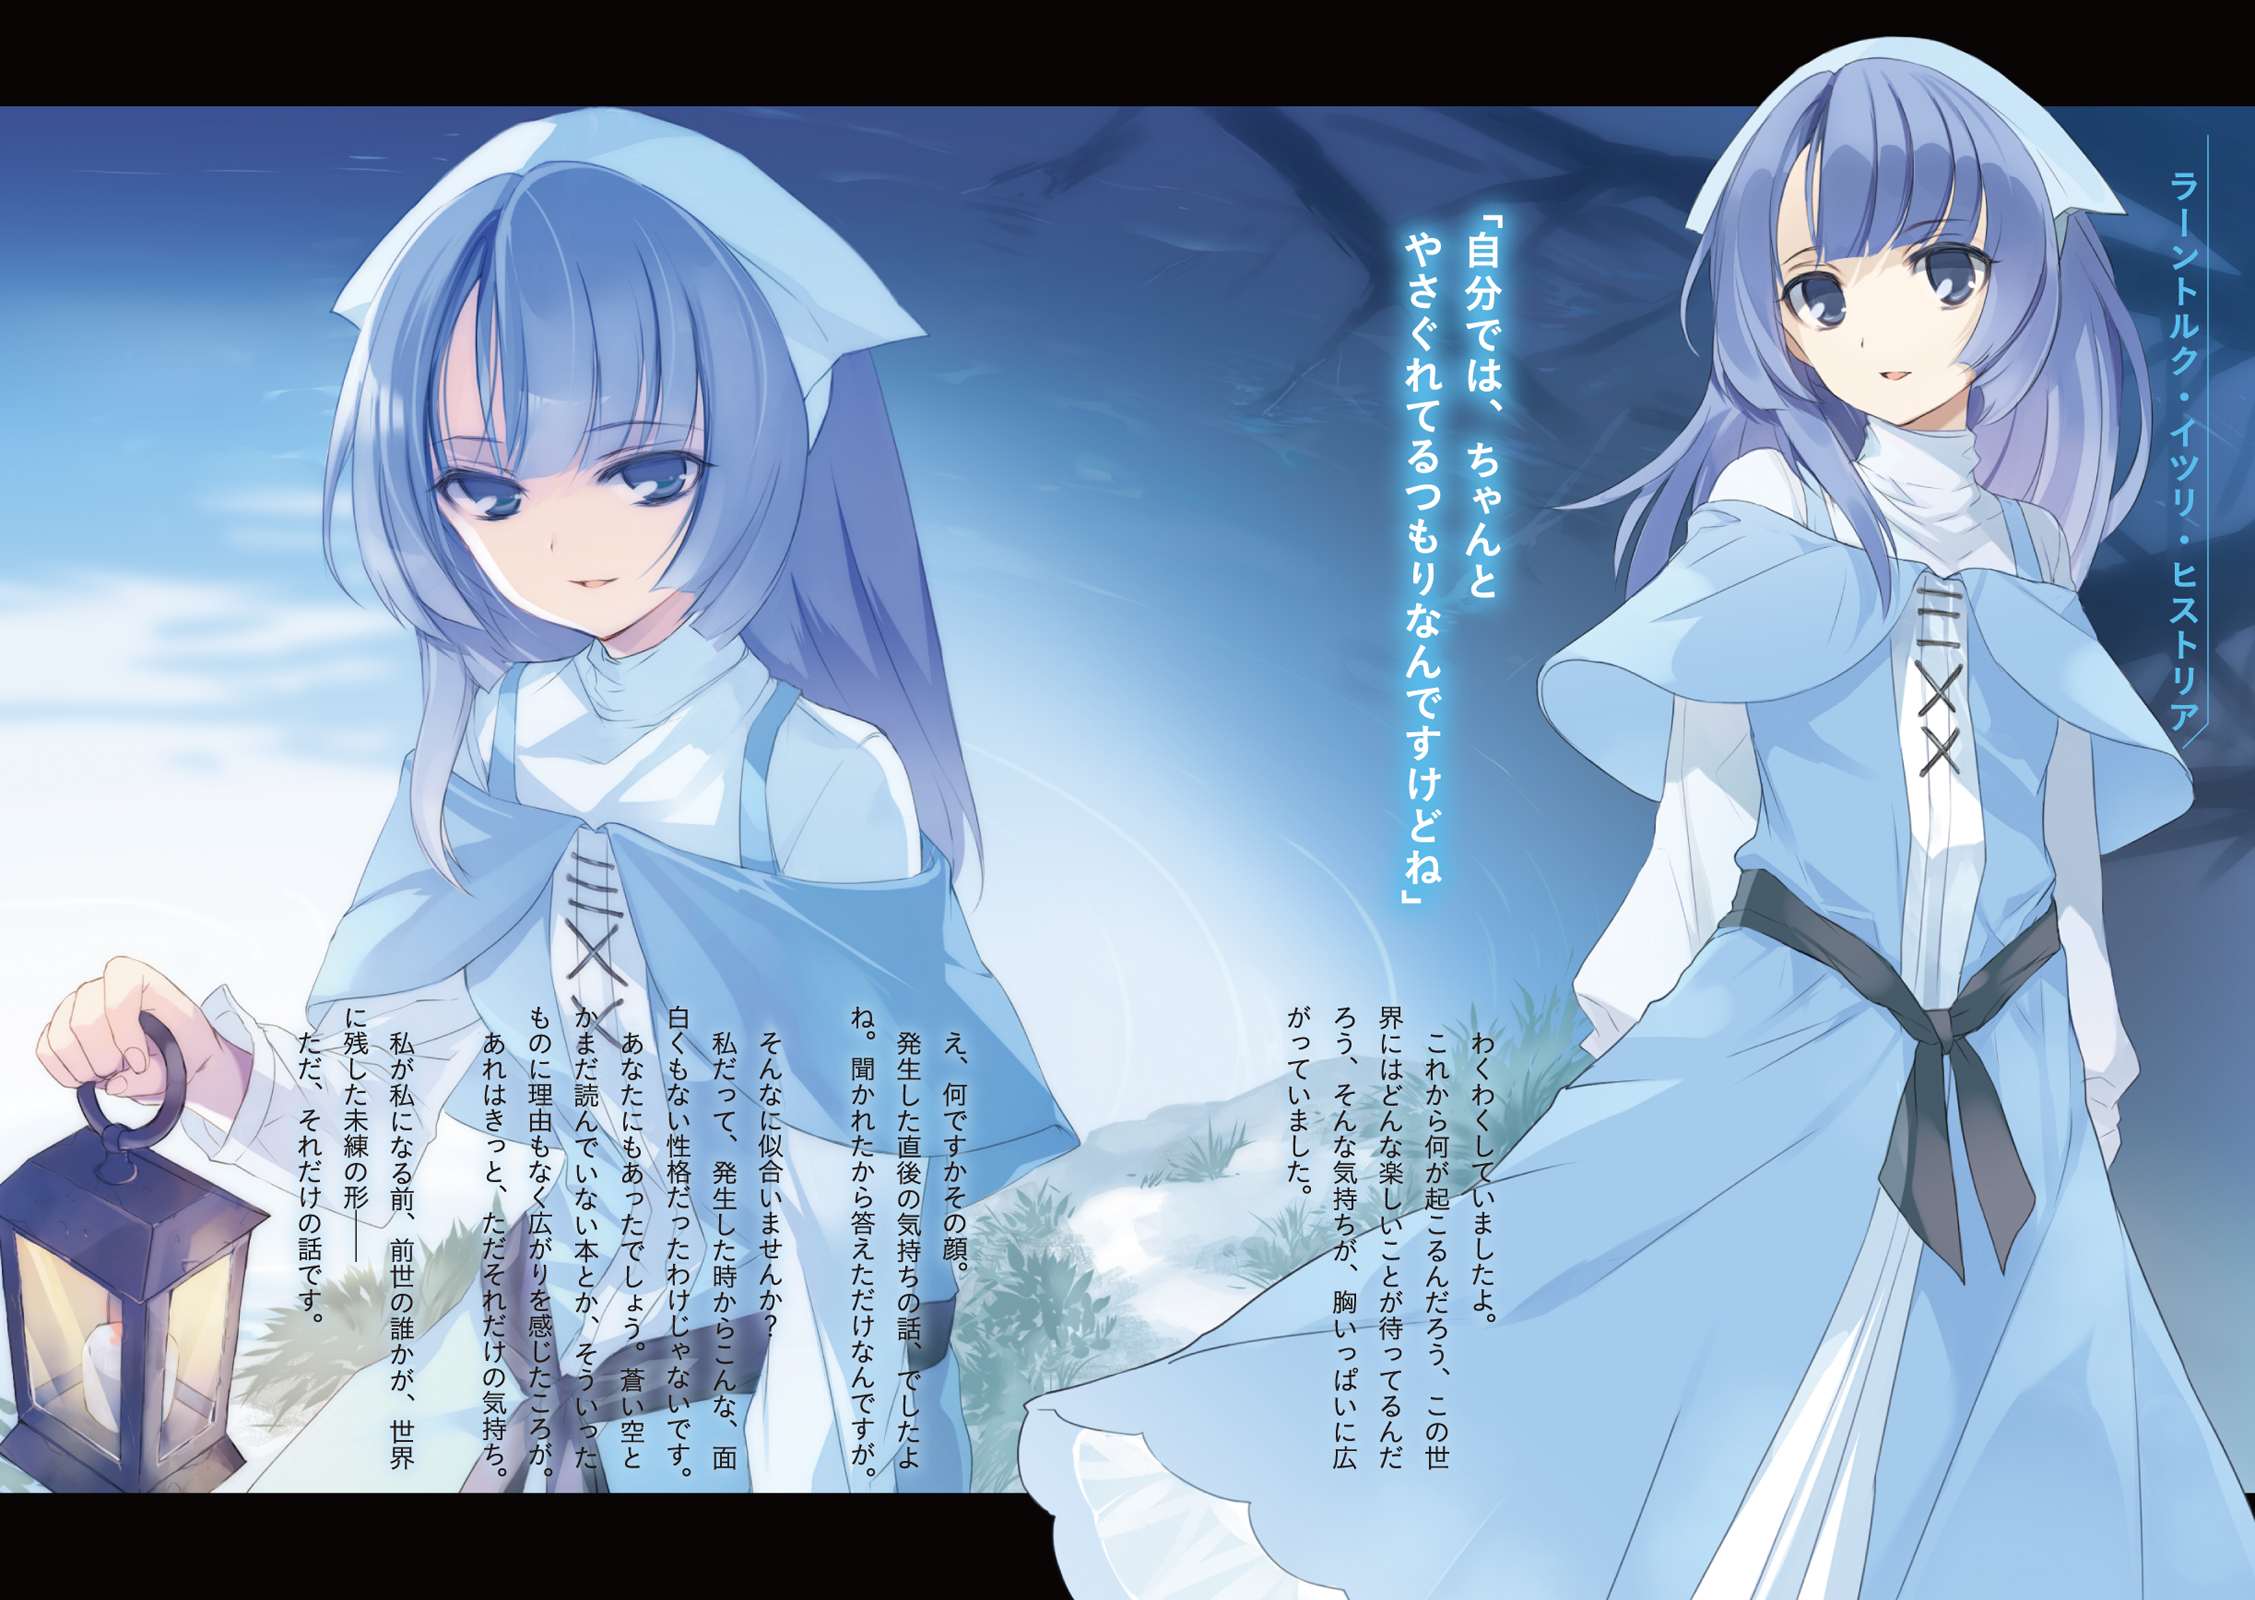 ラーントルク・イツリ・ヒストリア
「自分では、ちゃんと
やさぐれてるつもりなんですけどね」
わくわくしていましたよ。
これから何が起こるんだろう、この世
界にはどんな楽しいことが待ってるんだ
ろう、そんな気持ちが、胸いっぱいに広
がっていました。
え、何ですかその顔。
発生した直後の気持ちの話、でしたよ
ね。聞かれたから答えただけなんですが。
そんなに似合いませんか？
私だって、発生した時からこんな、面
白くもない性格だったわけじゃないです。
あなたにもあったでしょう。蒼い空と
かまだ読んでいない本とか、そういった
ものに理由もなく広がりを感じたころが。
あれはきっと、ただそれだけの気持ち。
私が私になる前、前世の誰かが、世界
に残した未練の形――
ただ、それだけの話です。